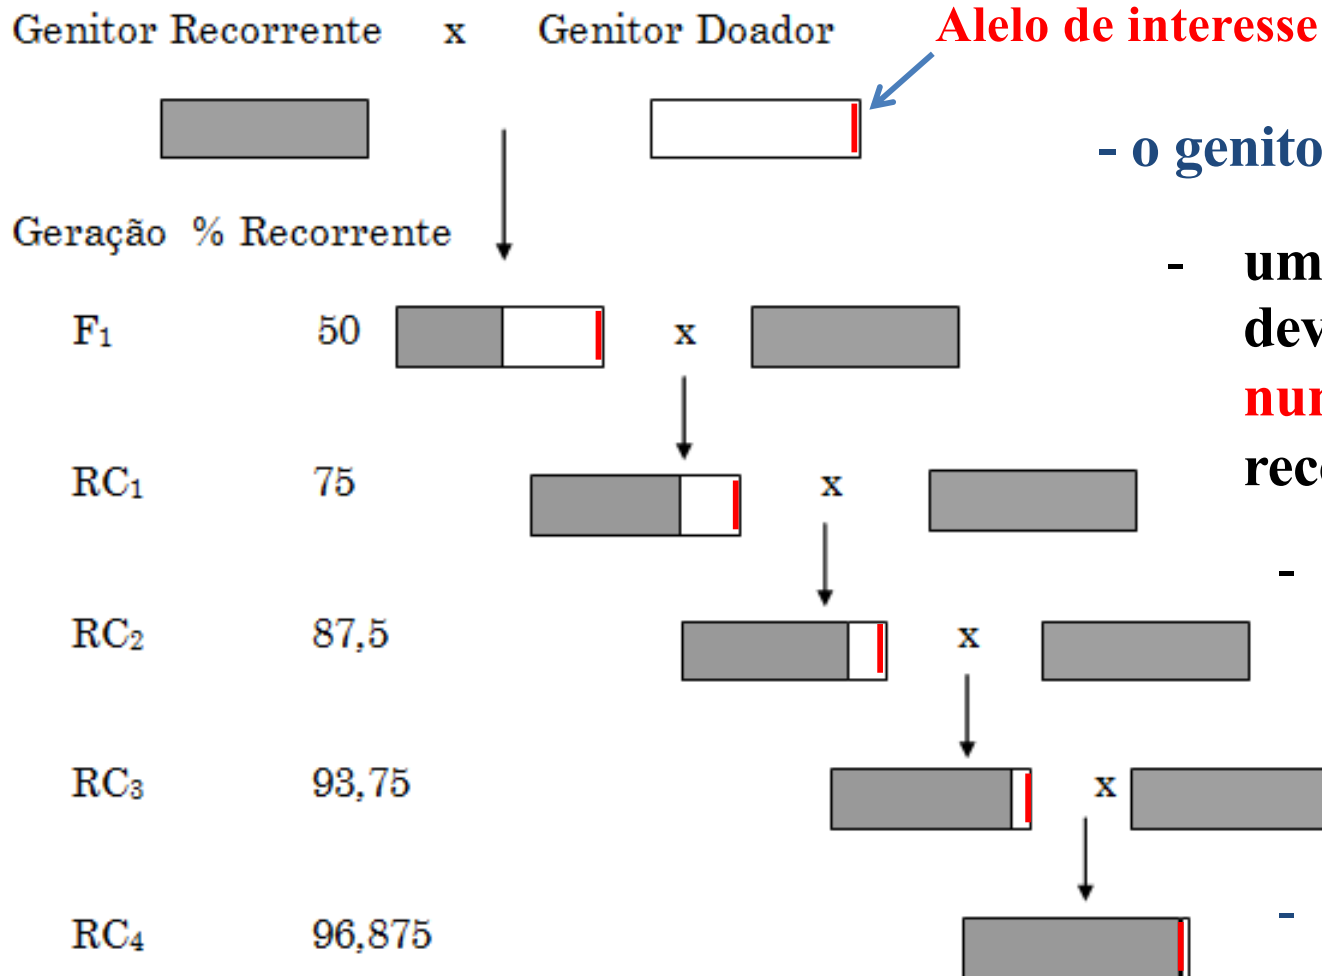 Genitor Recorrente x Genitor Doador Alelo de interesse
- o genito
Geração % Recorrente
- um
dev
F₁ 50 x
nun
RC₁ 75 x
rec
-
RC₂ 87,5 x
RC₃ 93,75 x
-
RC₄ 96,875